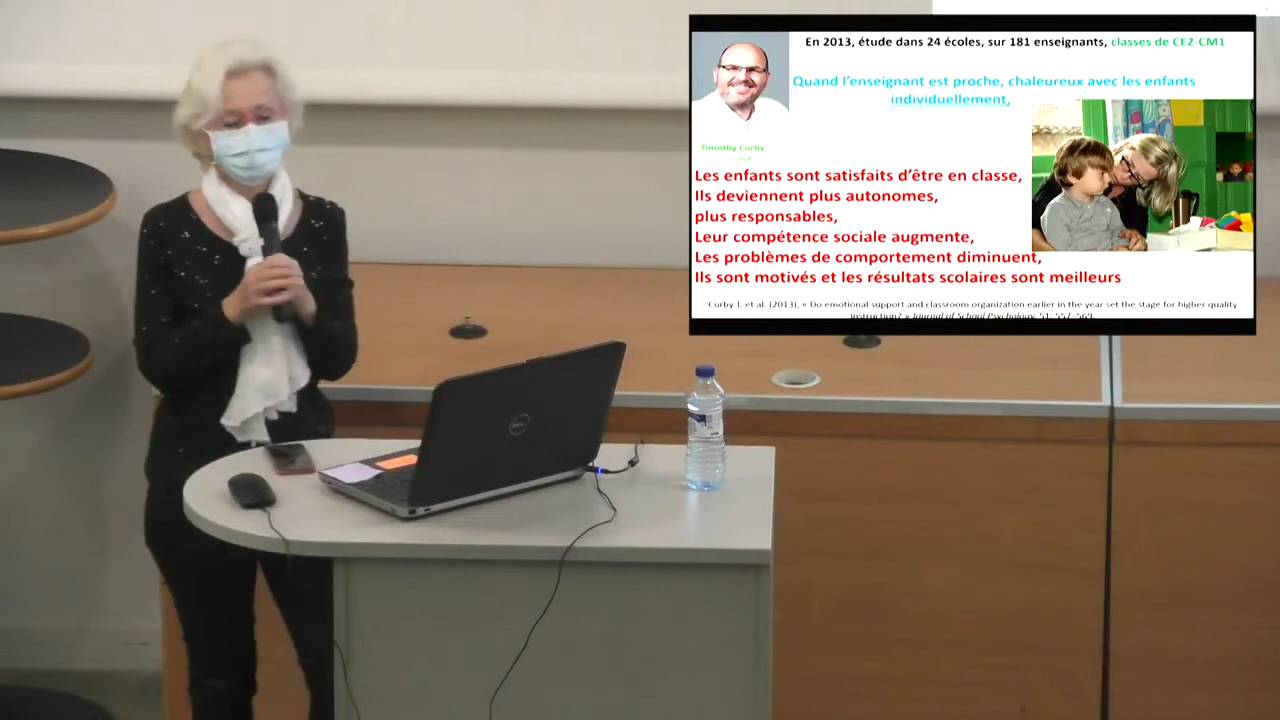 En 2013, étude dans 24 écoles, sur 181 enseignants, classes de CE2-CM1
Quand l'enseignant est proche, chaleureux avec les enfants
individuellement,
Timothy Curby
Les enfants sont satisfaits d'être en classe,
Ils deviennent plus autonomes,
plus responsables,
Leur compétence sociale augmente,
Les problèmes de comportement diminuent,
Ils sont motivés et les résultats scolaires sont meilleurs
Curby T. et al. (2013), « Do emotional support and classroom organization earlier in the year set the stage for higher quality
instruction? » Journal of School Psychology, 51, 557–569.
DELL